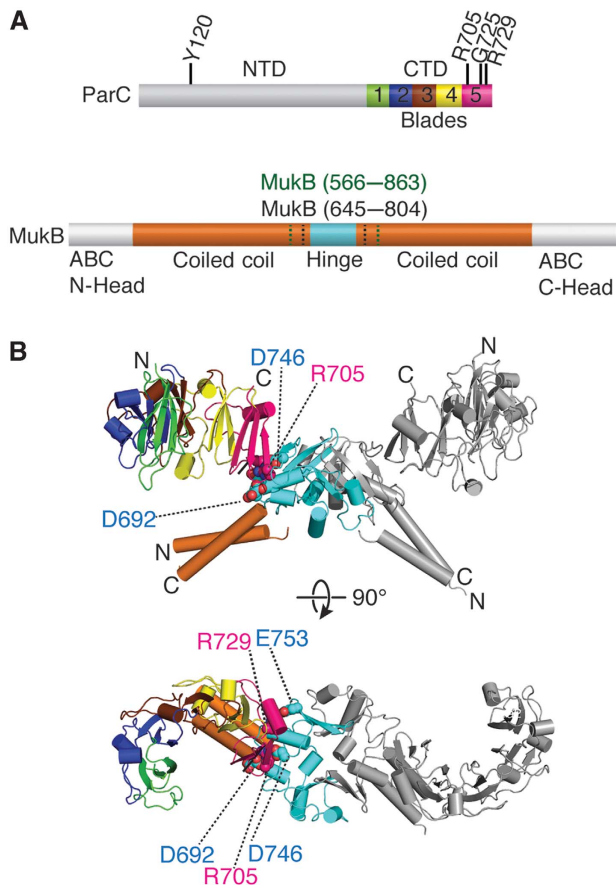 A
Y120
R705
G725
R729
NTD
CTD
ParC
1 2 3 4 5
Blades
MukB (566–863)
MukB (645–804)
MukB
ABC
N-Head
Coiled coil
Hinge
Coiled coil
ABC
C-Head
B
N
D746
C
R705
N
C
D692
N
C
C
N
90°
R729
E753
D692
R705
D746